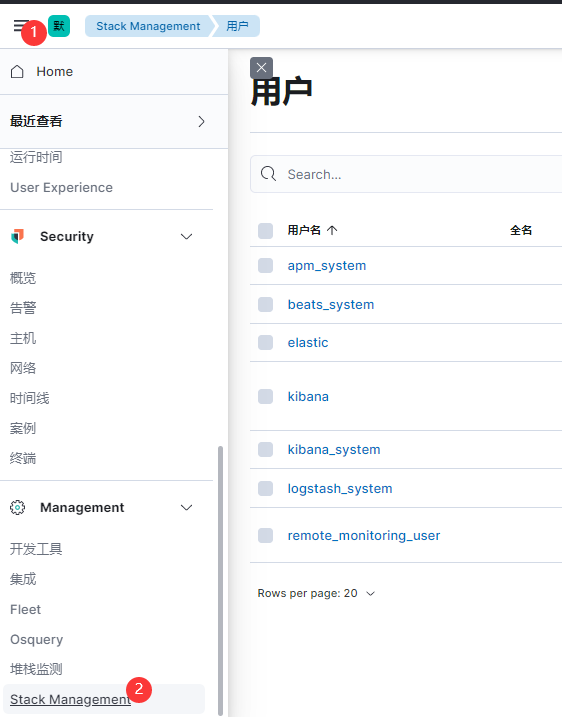 1
默
Stack Management
用户
Home
最近查看
运行时间
User Experience
Security
概览
告警
主机
网络
时间线
案例
终端
Management
开发工具
集成
Fleet
Osquery
堆栈监测
Stack Management
2
用户
Search...
用户名 全名
apm_system
beats_system
elastic
kibana
kibana_system
logstash_system
remote_monitoring_user
Rows per page: 20